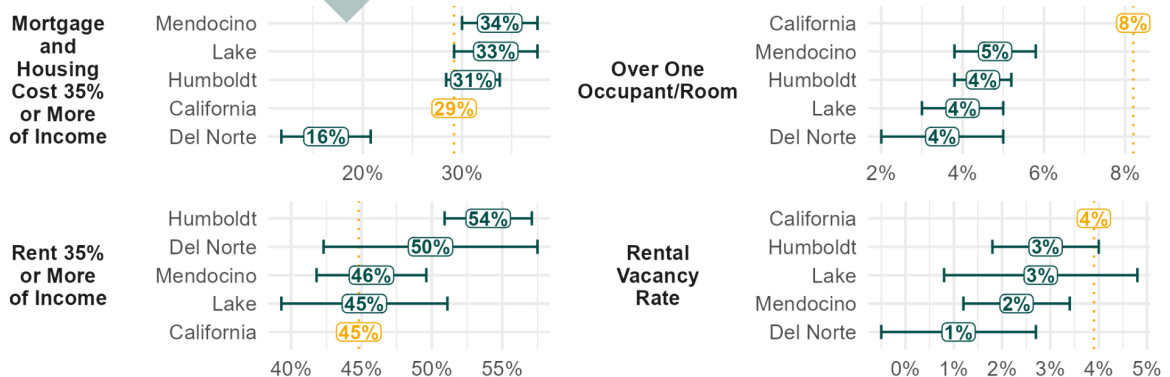 Mortgage
and
Housing
Cost 35%
or More
of Income
Mendocino 34%
Lake 33%
Humboldt 31%
California 29%
Del Norte 16%
20% 30%
Over One
Occupant/Room
California 8%
Mendocino 5%
Humboldt 4%
Lake 4%
Del Norte 4%
2% 4% 6% 8%
Rent 35%
or More
of Income
Humboldt 54%
Del Norte 50%
Mendocino 46%
Lake 45%
California 45%
40% 45% 50% 55%
Rental
Vacancy
Rate
California 4%
Humboldt 3%
Lake 3%
Mendocino 2%
Del Norte 1%
0% 1% 2% 3% 4% 5%